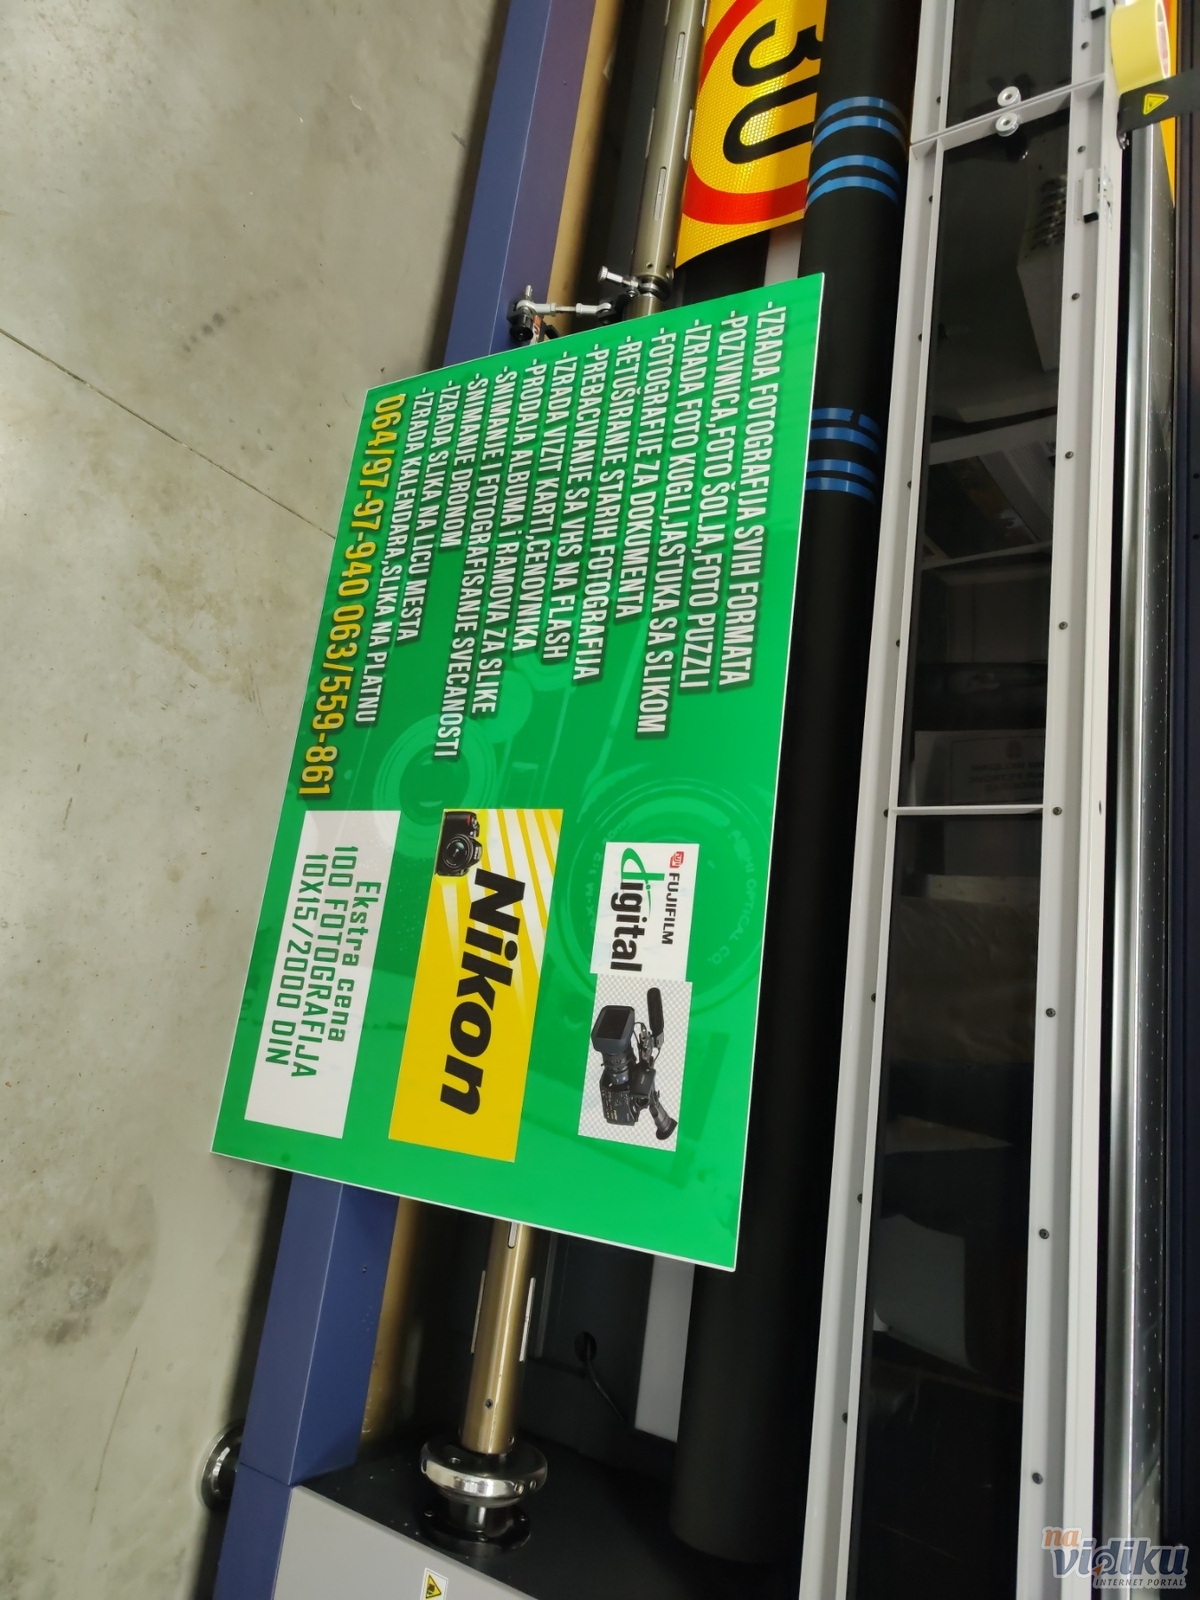 -IZRADA FOTOGRAFIJA SVIH FORMATA
-POZIVNICA,FOTO ŠOLJA,FOTO PUZZLI
-IZRADA FOTO KUGLI,JASTUKA SA SLIKOM
-FOTOGRAFIJE ZA DOKUMENTA
-RETUŠIRANJE STARIH FOTOGRAFIJA
-PREBACIVANJE SA VHS NA FLASH
-IZRADA VIZIT KARTI,CENOVNIKA
-PRODAJA ALBUMA i RAMOVA ZA SLIKE
-SNIMANJE I FOTOGRAFISANJE SVEČANOSTI
-SNIMANJE DRONOM
-IZRADA SLIKA NA LICU MESTA
-IZRADA KALENDARA,SLIKA NA PLATNU
064/97-97-940 063/559-861
FUJIFILM
digital
Nikon
Ekstra cena
100 FOTOGRAFIJA
10X15/2000 DIN
30
na
vidiku
INTERNET PORTAL